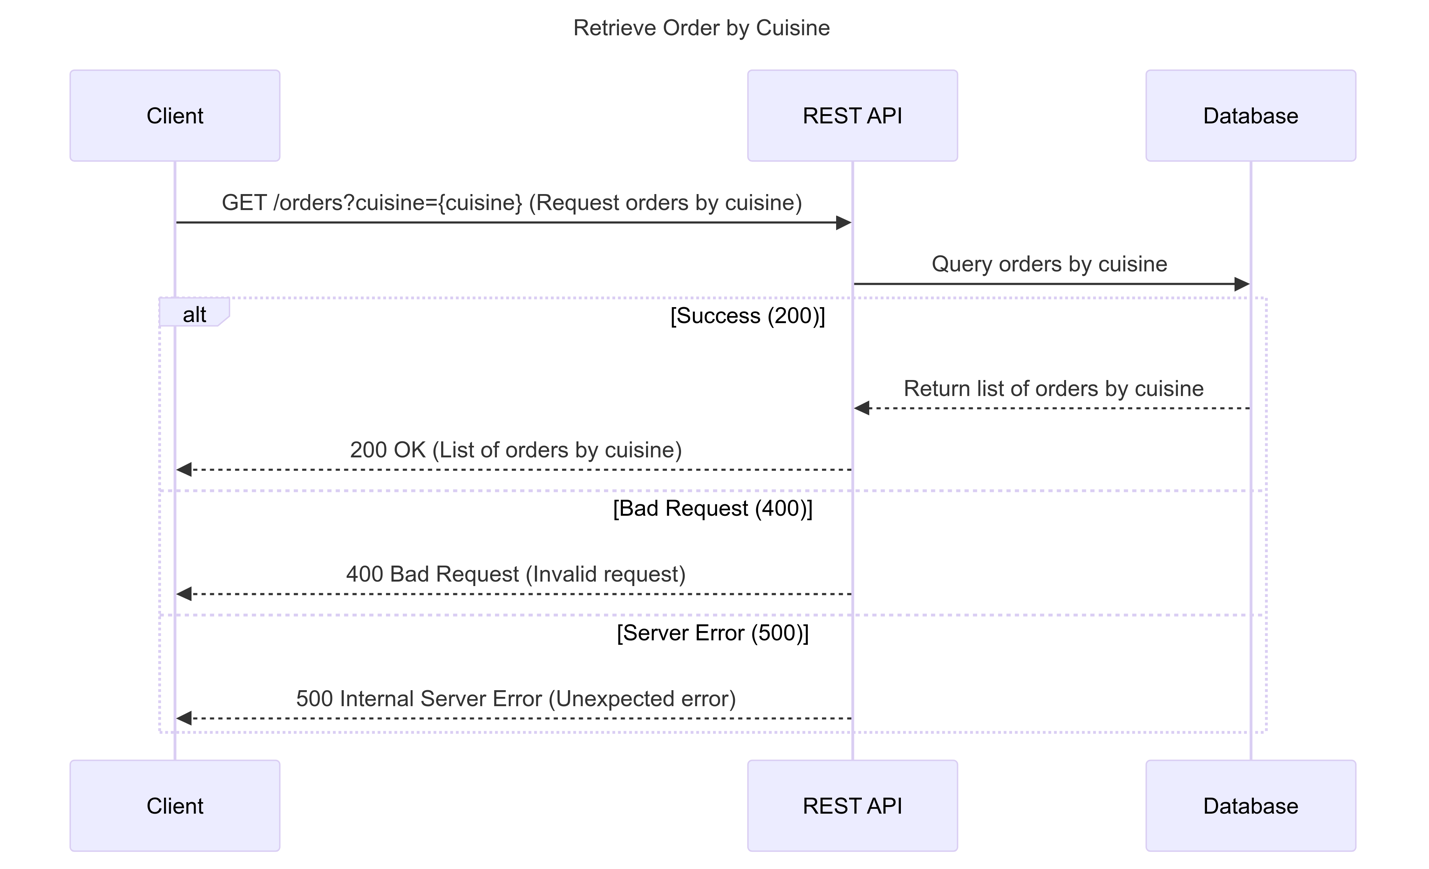 Retrieve Order by Cuisine
Client
REST API
Database
GET /orders?cuisine={cuisine} (Request orders by cuisine)
Query orders by cuisine
alt
[Success (200)]
Return list of orders by cuisine
200 OK (List of orders by cuisine)
[Bad Request (400)]
400 Bad Request (Invalid request)
[Server Error (500)]
500 Internal Server Error (Unexpected error)
Client
REST API
Database